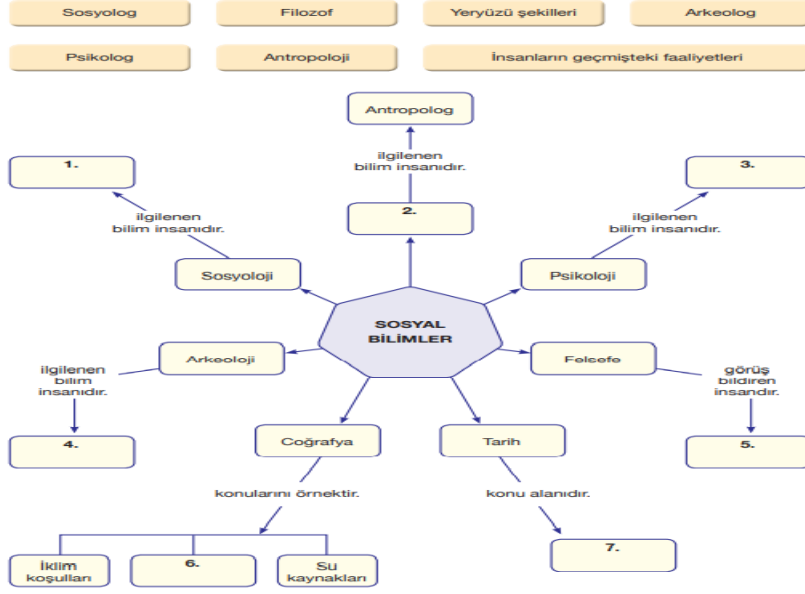 Sosyolog
Filozof
Yeryüzü şekilleri
Arkeolog
Psikolog
Antropoloji
İnsanların geçmişteki faaliyetleri
Antropolog
ilgilenen
bilim insanıdır.
1.
2.
3.
ilgilenen
bilim insanıdır.
ilgilenen
bilim insanıdır.
Sosyoloji
Psikoloji
SOSYAL
BİLİMLER
Arkeoloji
Felsefe
ilgilenen
bilim
insanıdır.
görüş
bildiren
insandır.
4.
Coğrafya
Tarih
5.
konularını örnektir.
konu alanıdır.
İklim
koşulları
6.
Su
kaynakları
7.